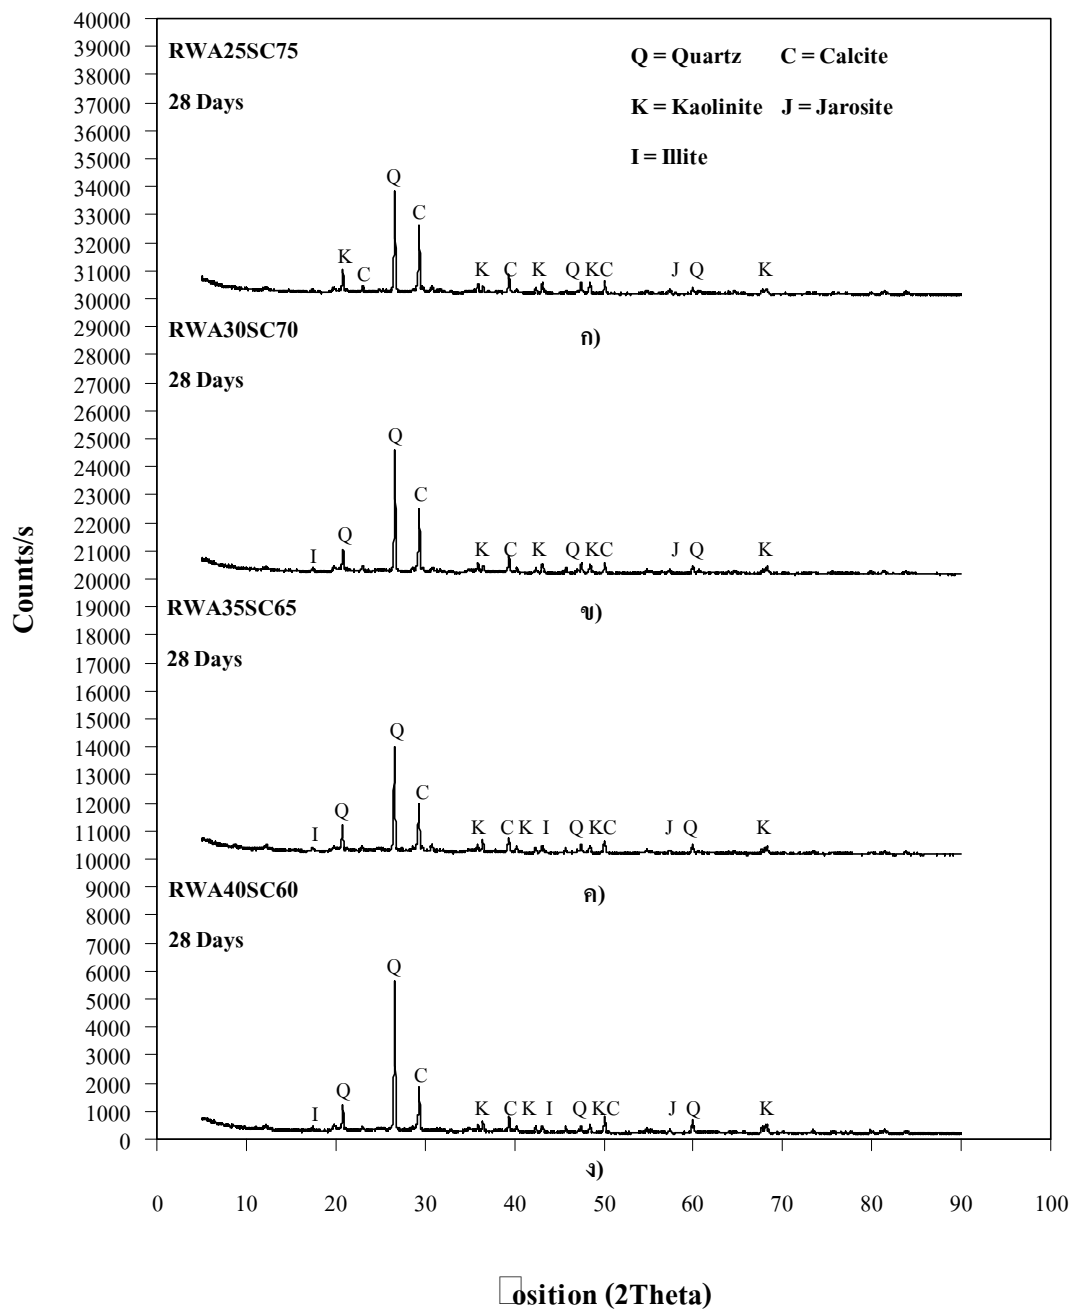 40000
39000
38000
37000
36000
35000
34000
33000
32000
31000
30000
29000
28000
27000
26000
25000
24000
23000
22000
21000
20000
19000
18000
17000
16000
15000
14000
13000
12000
11000
10000
9000
8000
7000
6000
5000
4000
3000
2000
1000
0
Counts/s
RWA25SC75
28 Days
Q = Quartz C = Calcite
K = Kaolinite J = Jarosite
I = Illite
Q
C
K
C
K C K Q K C J Q K
ก)
RWA30SC70
28 Days
Q
C
Q
I
K C K Q K C J Q K
ข)
RWA35SC65
28 Days
Q
C
Q
I
K C K I Q K C J Q K
ค)
RWA40SC60
28 Days
Q
C
Q
I
K C K I Q K C J Q K
ง)
0 10 20 30 40 50 60 70 80 90 100
osition (2Theta)